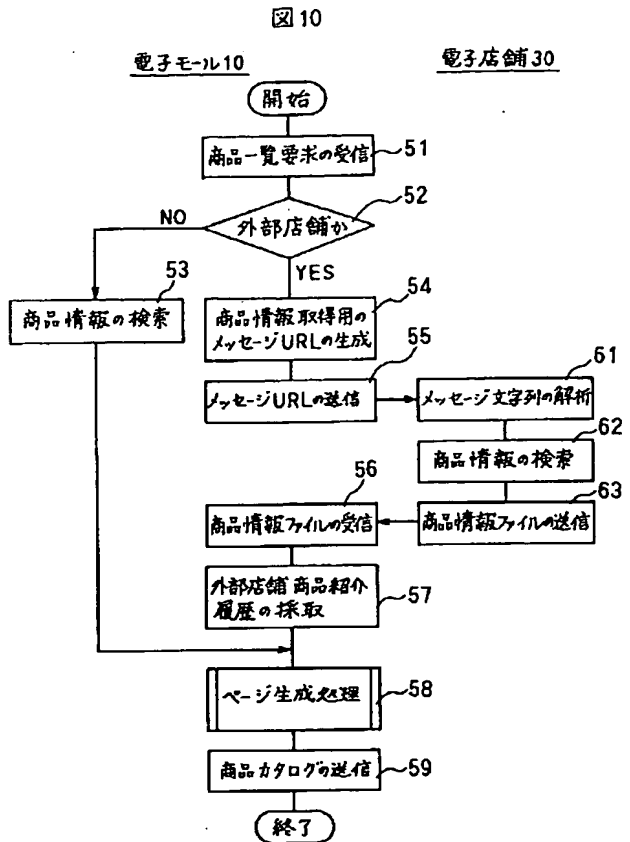 図10
電子モール10
電子店舗30
開始
商品一覧要求の受信
51
外部店舗か
52
NO
YES
53
商品情報の検索
54
商品情報取得用の
メッセージURLの生成
55
メッセージURLの送信
61
メッセージ文字列の解析
62
商品情報の検索
63
商品情報ファイルの送信
56
商品情報ファイルの受信
外部店舗商品紹介
履歴の採取
57
ページ生成処理
58
商品カタログの送信
59
終了